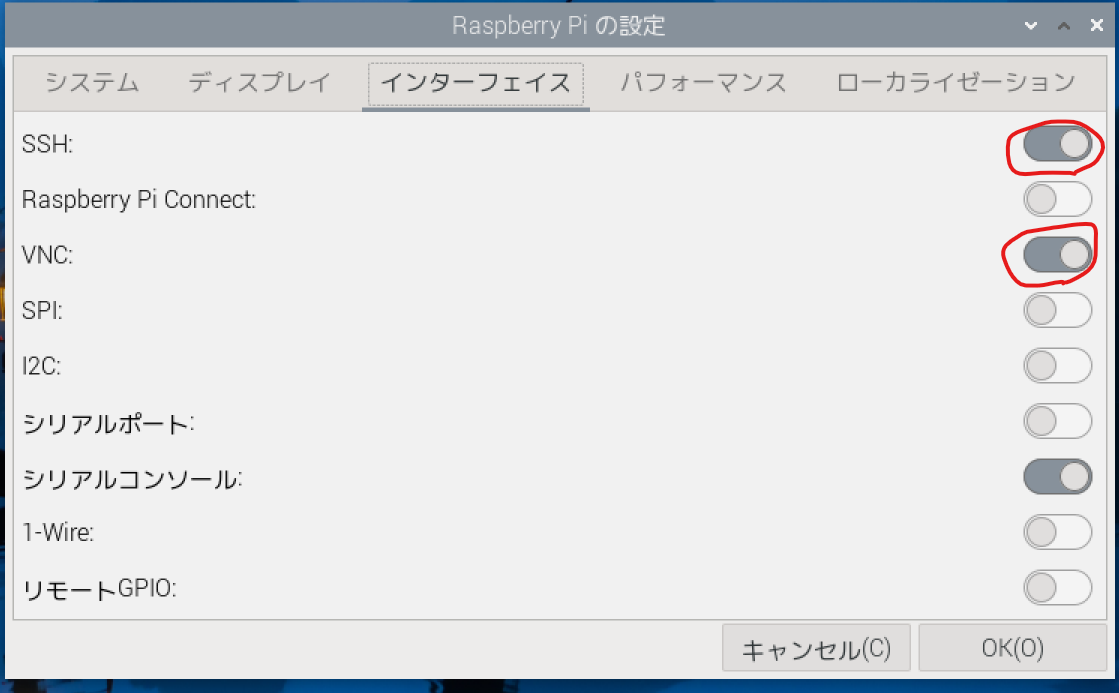 Raspberry Pi の設定
システム ディスプレイ インターフェイス パフォーマンス ローカライゼーション
SSH:
Raspberry Pi Connect:
VNC:
SPI:
I2C:
シリアルポート:
シリアルコンソール:
1-Wire:
リモートGPIO:
キャンセル(C) OK(O)